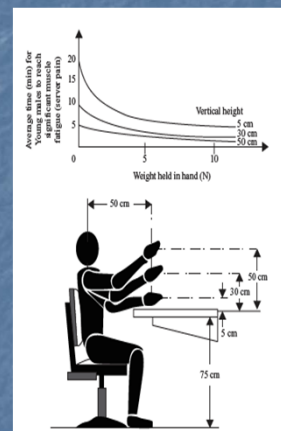 Average time (min) for
Young males to reach
significant muscle
fatigue (server pain)
20
15
10
5
0
5
10
Vertical height
5 cm
30 cm
50 cm
Weight held in hand (N)
50 cm
50 cm
30 cm
5 cm
75 cm